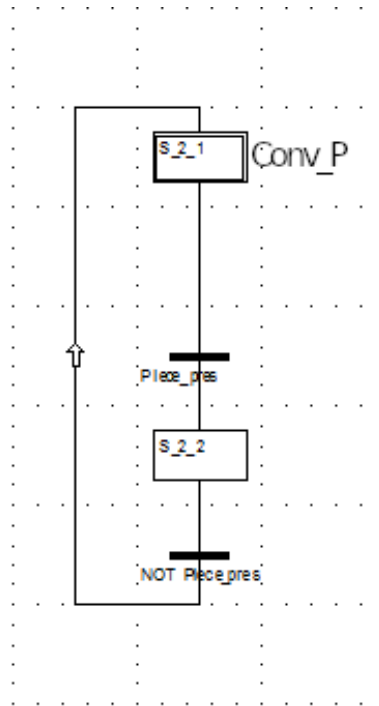 S_2_1
Conv_P
Piece_pres
S_2_2
NOT Piece_pres